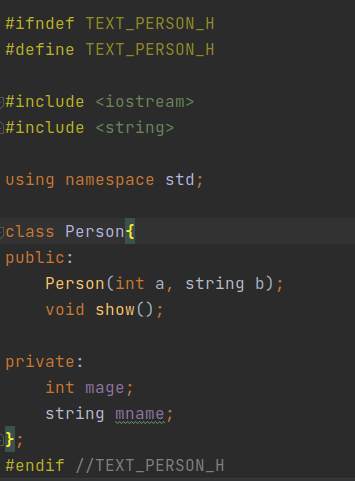 #ifndef TEXT_PERSON_H
#define TEXT_PERSON_H
#include <iostream>
#include <string>
using namespace std;
class Person{
public:
    Person(int a, string b);
    void show();
private:
    int mage;
    string mname;
};
#endif //TEXT_PERSON_H